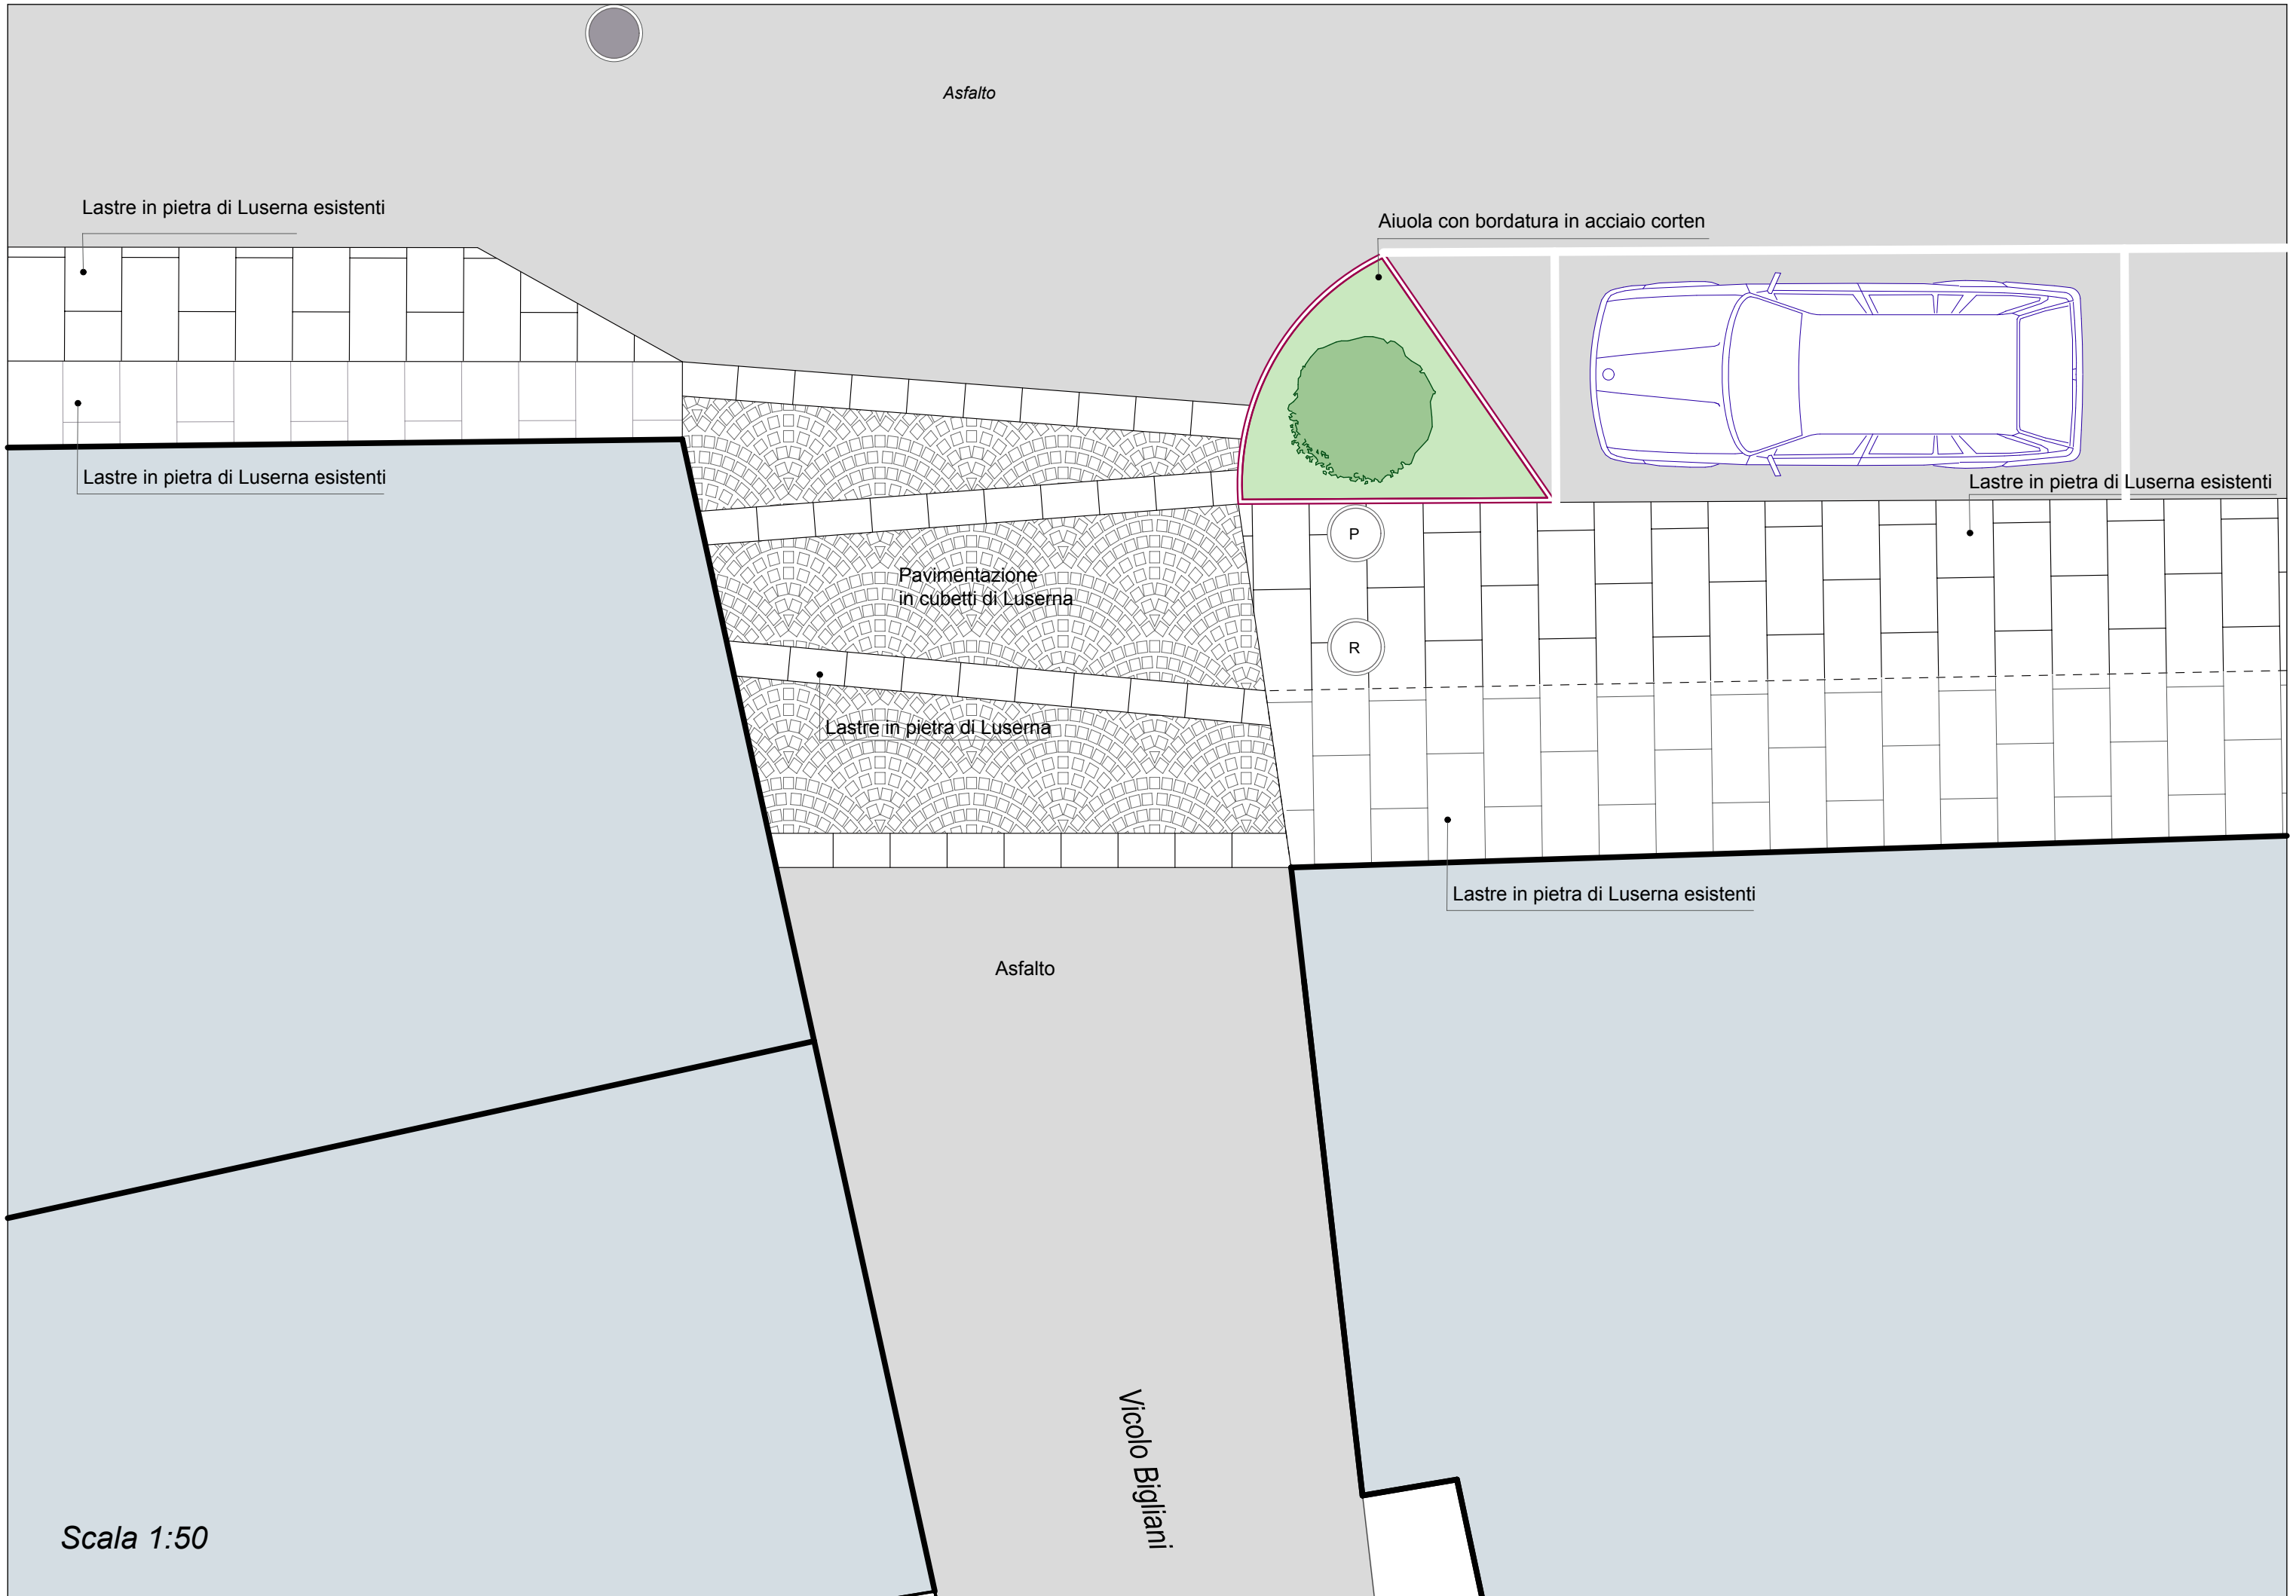 Asfalto
Lastre in pietra di Luserna esistenti
Aiuola con bordatura in acciaio corten
Lastre in pietra di Luserna esistenti
Lastre in pietra di Luserna esistenti
P
Pavimentazione
in cubetti di Luserna
R
Lastre in pietra di Luserna
Lastre in pietra di Luserna esistenti
Asfalto
Vicolo Bigliani
Scala 1:50